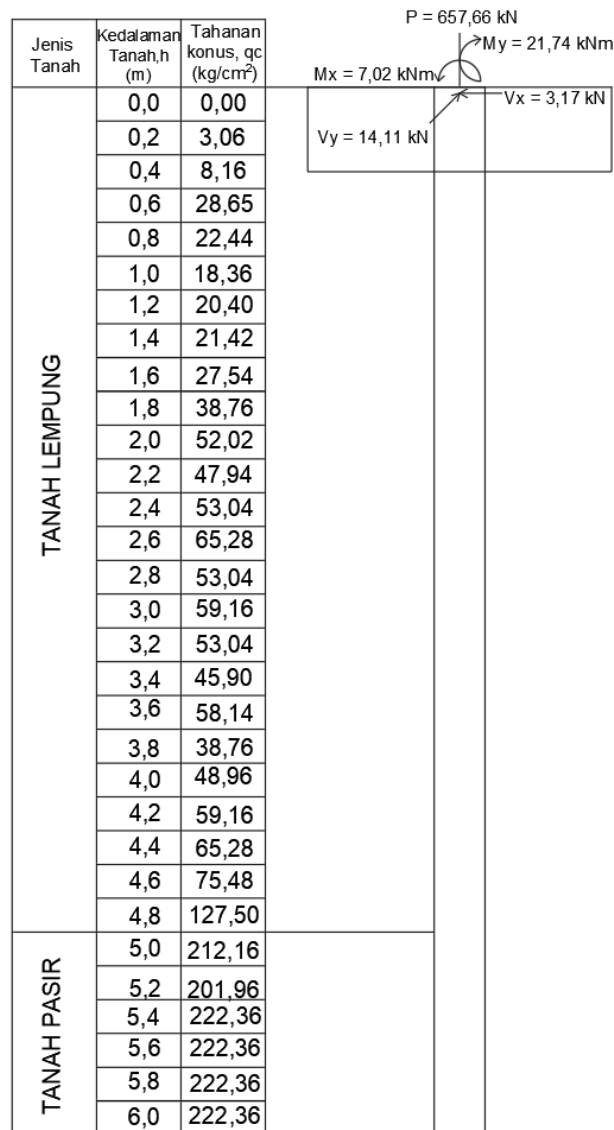 P = 657,66 kN
My = 21,74 kNm
Mx = 7,02 kNm
Vx = 3,17 kN
Vy = 14,11 kN
Jenis
Tanah
Kedalaman
Tanah,h
(m)
Tahanan
konus, qc
(kg/cm²)
TANAH LEMPUNG
0,0 0,00
0,2 3,06
0,4 8,16
0,6 28,65
0,8 22,44
1,0 18,36
1,2 20,40
1,4 21,42
1,6 27,54
1,8 38,76
2,0 52,02
2,2 47,94
2,4 53,04
2,6 65,28
2,8 53,04
3,0 59,16
3,2 53,04
3,4 45,90
3,6 58,14
3,8 38,76
4,0 48,96
4,2 59,16
4,4 65,28
4,6 75,48
4,8 127,50
TANAH PASIR
5,0 212,16
5,2 201,96
5,4 222,36
5,6 222,36
5,8 222,36
6,0 222,36